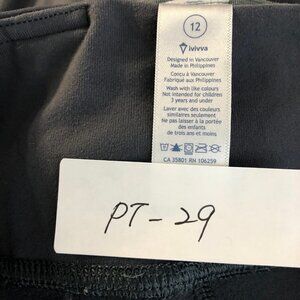 12
ivivva
Designed in Vancouver
Made in Philippines
Conçu à Vancouver
Fabriqué aux Philippines
Wash with like colours
Not intended for children
3 years and under
Laver avec des couleurs
similaires seulement
Ne pas laisser à la portée
des enfants
de trois ans et moins
CA 35801 RN 106259
PT-29